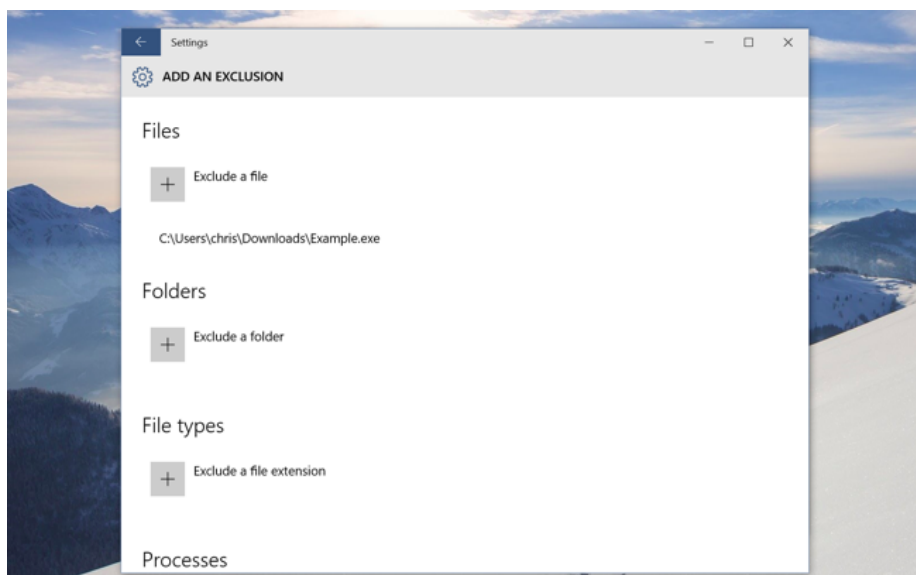 Settings
ADD AN EXCLUSION
Files
Exclude a file
C:\Users\chris\Downloads\Example.exe
Folders
Exclude a folder
File types
Exclude a file extension
Processes